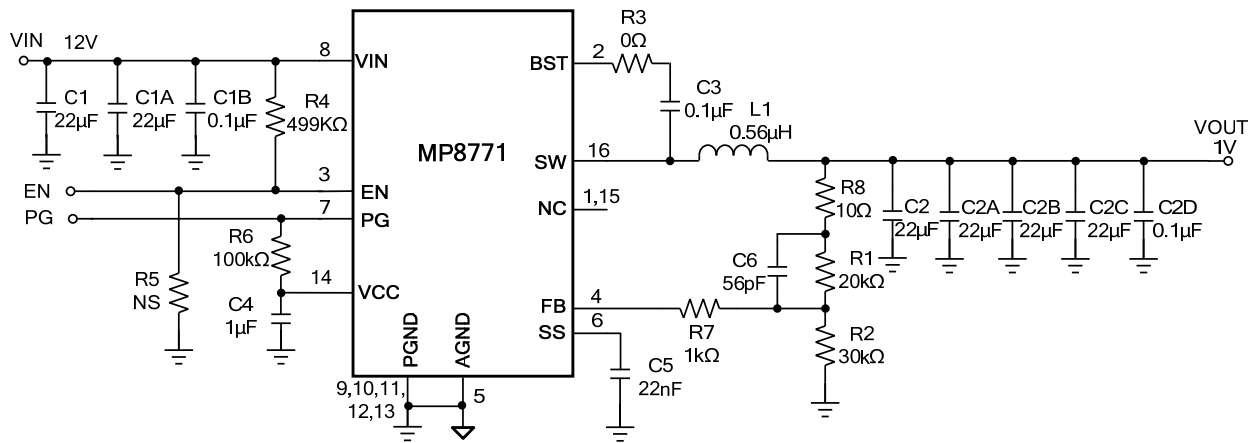 VIN 12V
C1
22µF
C1A
22µF
C1B
0.1µF
R4
499KΩ
EN
PG
R5
NS
R6
100kΩ
C4
1µF
8
3
7
14
VIN
EN
PG
VCC
MP8771
BST
SW
NC
FB
SS
PGND
AGND
9,10,11,
12,13
5
2
16
1,15
4
6
R3
0Ω
C3
0.1µF
L1
0.56µH
C6
56pF
R7
1kΩ
C5
22nF
R8
10Ω
R1
20kΩ
R2
30kΩ
C2
22µF
C2A
22µF
C2B
22µF
C2C
22µF
C2D
0.1µF
VOUT
1V